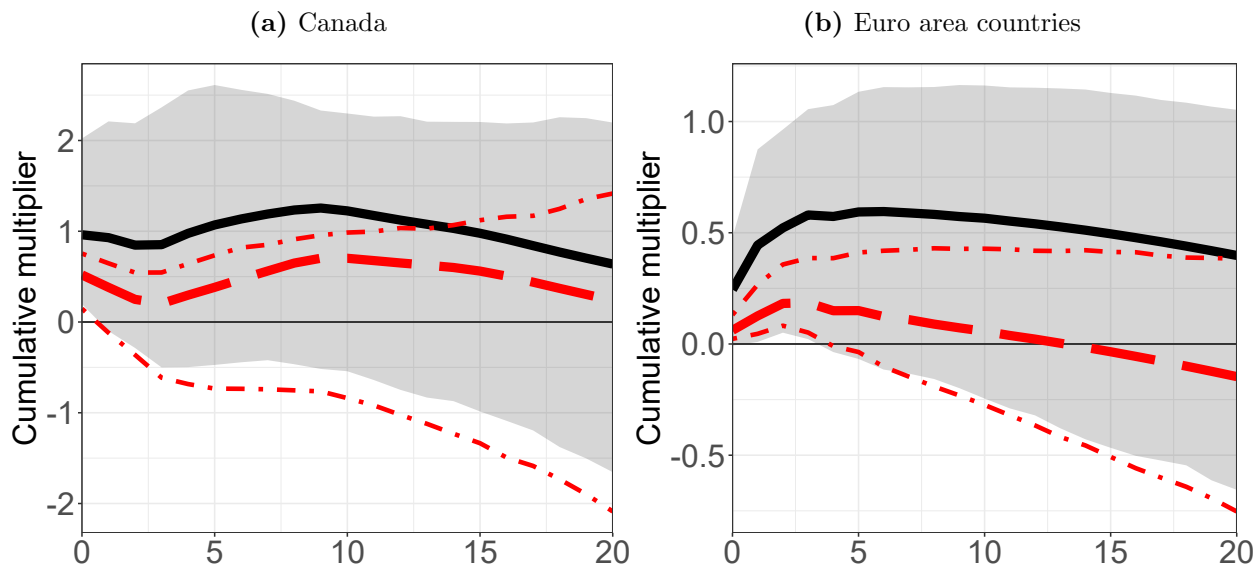 (a) Canada
Cumulative multiplier
2
1
0
-1
-2
0 5 10 15 20
(b) Euro area countries
Cumulative multiplier
1.0
0.5
0.0
-0.5
0 5 10 15 20